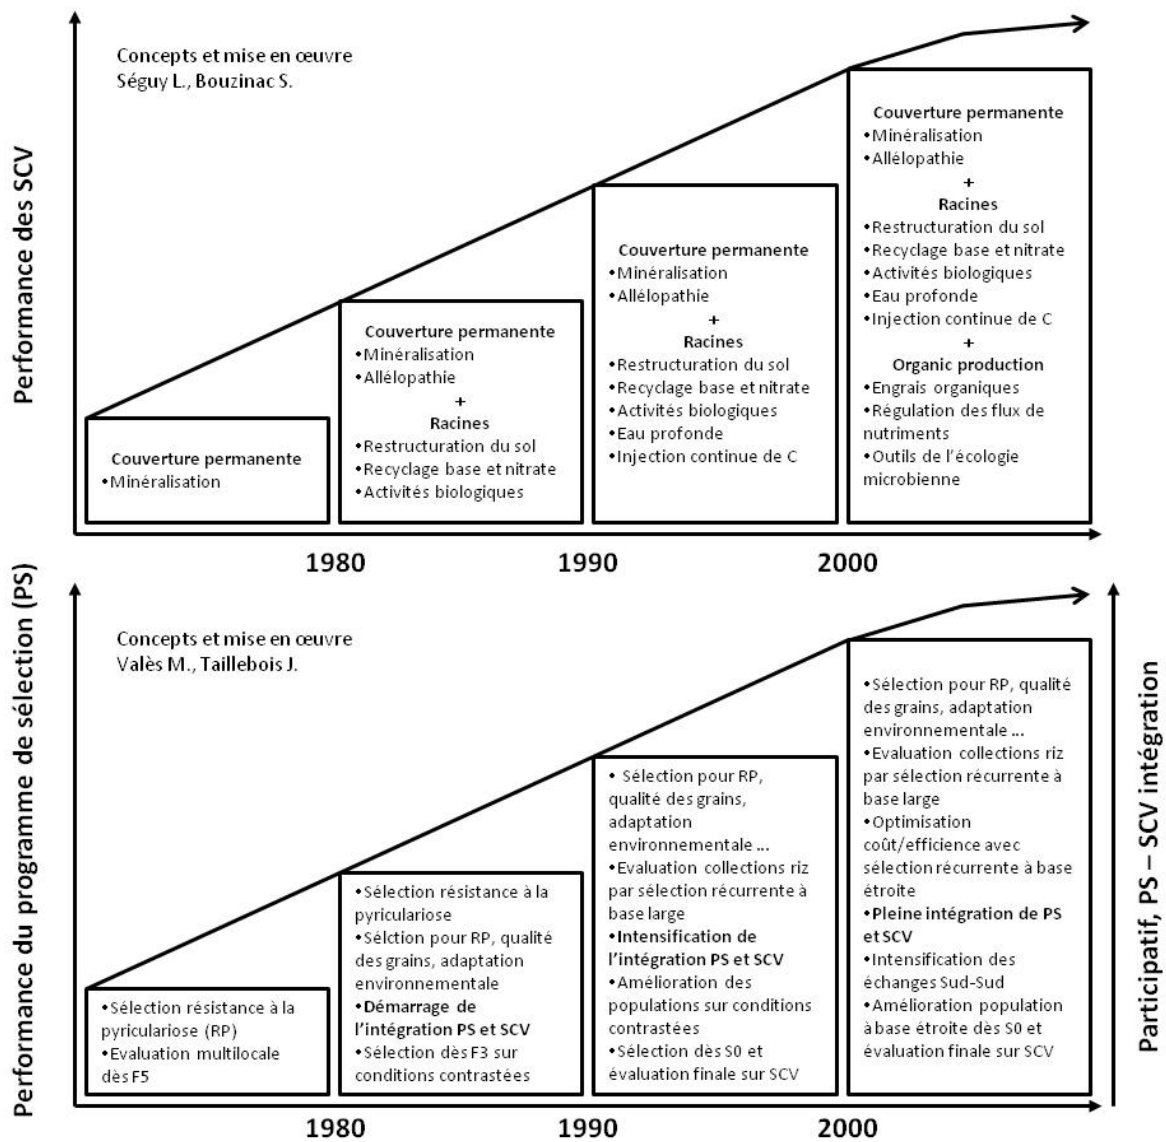 Performance des SCV
Concepts et mise en œuvre
Séguy L., Bouzinac S.
Couverture permanente
•Minéralisation
Couverture permanente
•Minéralisation
•Allélopathie
+
Racines
•Restructuration du sol
•Recyclage base et nitrate
•Activités biologiques
Couverture permanente
•Minéralisation
•Allélopathie
+
Racines
•Restructuration du sol
•Recyclage base et nitrate
•Activités biologiques
•Eau profonde
•Injection continue de C
Couverture permanente
•Minéralisation
•Allélopathie
+
Racines
•Restructuration du sol
•Recyclage base et nitrate
•Activités biologiques
•Eau profonde
•Injection continue de C
+
Organic production
•Engrais organiques
•Régulation des flux de
nutriments
•Outils de l'écologie
microbienne
1980
1990
2000
Performance du programme de sélection (PS)
Concepts et mise en œuvre
Valès M., Taillebois J.
•Sélection résistance à la
pyriculariose (RP)
•Evaluation multilocale
dès F5
•Sélection résistance à la
pyriculariose
•Sélction pour RP, qualité
des grains, adaptation
environnementale
•Démarrage de
l'intégration PS et SCV
•Sélection dès F3 sur
conditions contrastées
• Sélection pour RP,
qualité des grains,
adaptation
environnementale ...
•Evaluation collections riz
par sélection récurrente à
base large
•Intensification de
l'intégration PS et SCV
•Amélioration des
populations sur conditions
contrastées
•Sélection dès S0 et
évaluation finale sur SCV
•Sélection pour RP, qualité
des grains, adaptation
environnementale ...
•Evaluation collections riz
par sélection récurrente à
base large
•Optimisation
coût/efficience avec
sélection récurrente à base
étroite
•Pleine intégration de PS
et SCV
•Intensification des
échanges Sud-Sud
•Amélioration population
à base étroite dès S0 et
évaluation finale sur SCV
Participatif, PS – SCV intégration
1980
1990
2000